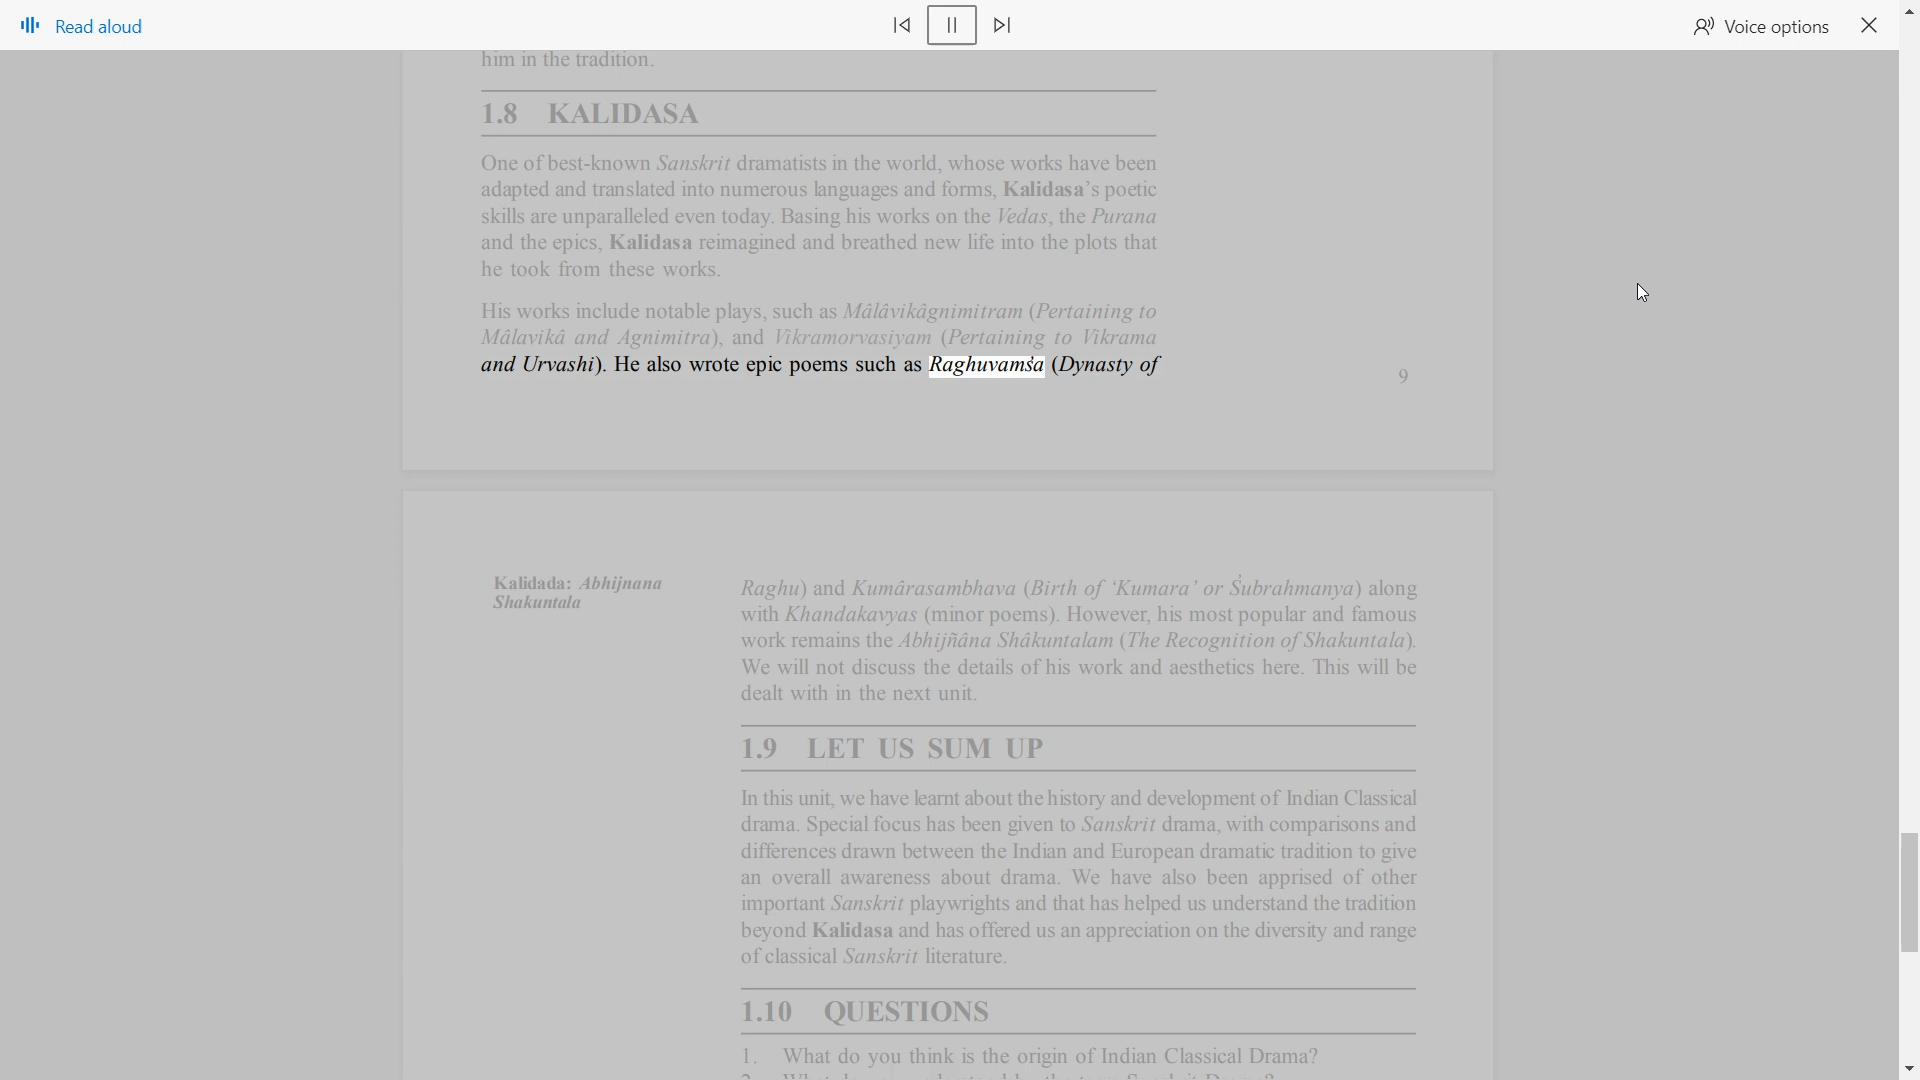 Read aloud
Voice options
him in the tradition.
1.8 KALIDASA
One of best-known Sanskrit dramatists in the world, whose works have been
adapted and translated into numerous languages and forms, Kalidasa's poetic
skills are unparalleled even today. Basing his works on the Vedas, the Purana
and the epics, Kalidasa reimagined and breathed new life into the plots that
he took from these works.
His works include notable plays, such as Mâlâvikâgnimitram (Pertaining to
Mâlavikâ and Agnimitra), and Vikramorvasiyam (Pertaining to Vikrama
and Urvashi). He also wrote epic poems such as Raghuvamśa (Dynasty of
9
Kalidada: Abhijnana
Shakuntala
Raghu) and Kumârasambhava (Birth of ‘Kumara’ or Śubrahmanya) along
with Khandakavyas (minor poems). However, his most popular and famous
work remains the Abhijñâna Shâkuntalam (The Recognition of Shakuntala).
We will not discuss the details of his work and aesthetics here. This will be
dealt with in the next unit.
1.9 LET US SUM UP
In this unit, we have learnt about the history and development of Indian Classical
drama. Special focus has been given to Sanskrit drama, with comparisons and
differences drawn between the Indian and European dramatic tradition to give
an overall awareness about drama. We have also been apprised of other
important Sanskrit playwrights and that has helped us understand the tradition
beyond Kalidasa and has offered us an appreciation on the diversity and range
of classical Sanskrit literature.
1.10 QUESTIONS
1. What do you think is the origin of Indian Classical Drama?